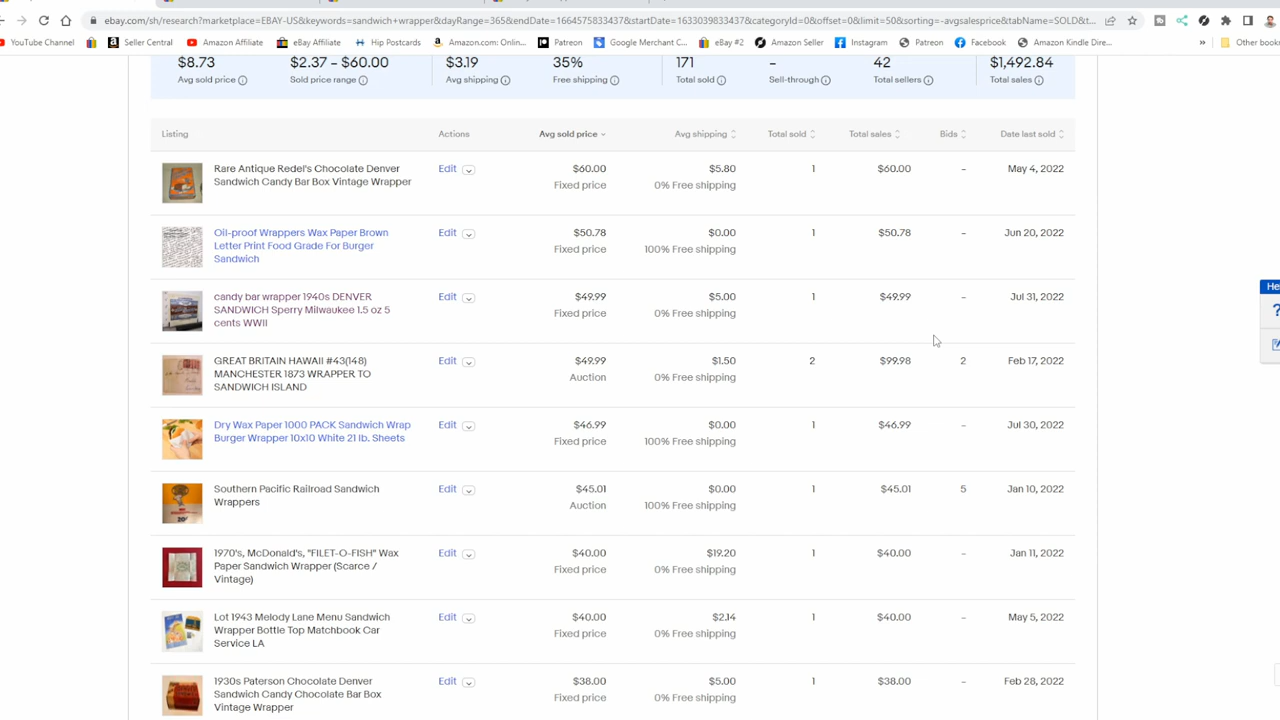 ebay.com/sh/research?marketplace=EBAY-US&keywords=sandwich+wrapper&dayRange=365&endDate=1664575833437&startDate=1633039833437&categoryId=0&offset=0&limit=50&sorting=-avgsalesprice&tabName=SOLD&t...
YouTube Channel Seller Central Amazon Affiliate eBay Affiliate Hip Postcards Amazon.com: Onlin... Patreon Google Merchant C... eBay #2 Amazon Seller Instagram Patreon Facebook Amazon Kindle Dire... » Other book
$8.73 $2.37 – $60.00 $3.19 35% 171 – 42 $1,492.84
Avg sold price Sold price range Avg shipping Free shipping Total sold Sell-through Total sellers Total sales
Listing Actions Avg sold price Avg shipping Total sold Total sales Bids Date last sold
Rare Antique Redel's Chocolate Denver Edit $60.00 $5.80 1 $60.00 – May 4, 2022
Sandwich Candy Bar Box Vintage Wrapper Fixed price 0% Free shipping
Oil-proof Wrappers Wax Paper Brown Edit $50.78 $0.00 1 $50.78 – Jun 20, 2022
Letter Print Food Grade For Burger Fixed price 100% Free shipping
Sandwich
He
?
candy bar wrapper 1940s DENVER Edit $49.99 $5.00 1 $49.99 – Jul 31, 2022
SANDWICH Sperry Milwaukee 1.5 oz 5 Fixed price 0% Free shipping
cents WWII
GREAT BRITAIN HAWAII #43(148) Edit $49.99 $1.50 2 $99.98 2 Feb 17, 2022
MANCHESTER 1873 WRAPPER TO Auction 0% Free shipping
SANDWICH ISLAND
Dry Wax Paper 1000 PACK Sandwich Wrap Edit $46.99 $0.00 1 $46.99 – Jul 30, 2022
Burger Wrapper 10x10 White 21 lb. Sheets Fixed price 100% Free shipping
Southern Pacific Railroad Sandwich Edit $45.01 $0.00 1 $45.01 5 Jan 10, 2022
Wrappers Auction 100% Free shipping
1970's, McDonald's, "FILET-O-FISH" Wax Edit $40.00 $19.20 1 $40.00 – Jan 11, 2022
Paper Sandwich Wrapper (Scarce / Fixed price 0% Free shipping
Vintage)
Lot 1943 Melody Lane Menu Sandwich Edit $40.00 $2.14 1 $40.00 – May 5, 2022
Wrapper Bottle Top Matchbook Car Fixed price 0% Free shipping
Service LA
1930s Paterson Chocolate Denver Edit $38.00 $5.00 1 $38.00 – Feb 28, 2022
Sandwich Candy Chocolate Bar Box Fixed price 0% Free shipping
Vintage Wrapper